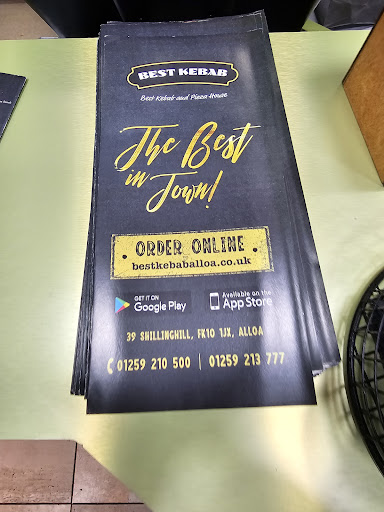 BEST KEBAB
Best Kebab and Pizza House
The Best
in Town!
ORDER ONLINE
bestkebaballoa.co.uk
GET IT ON
Google Play
Available on the
App Store
39 SHILLINGHILL, FK10 1JX, ALLOA
01259 210 500 | 01259 213 777